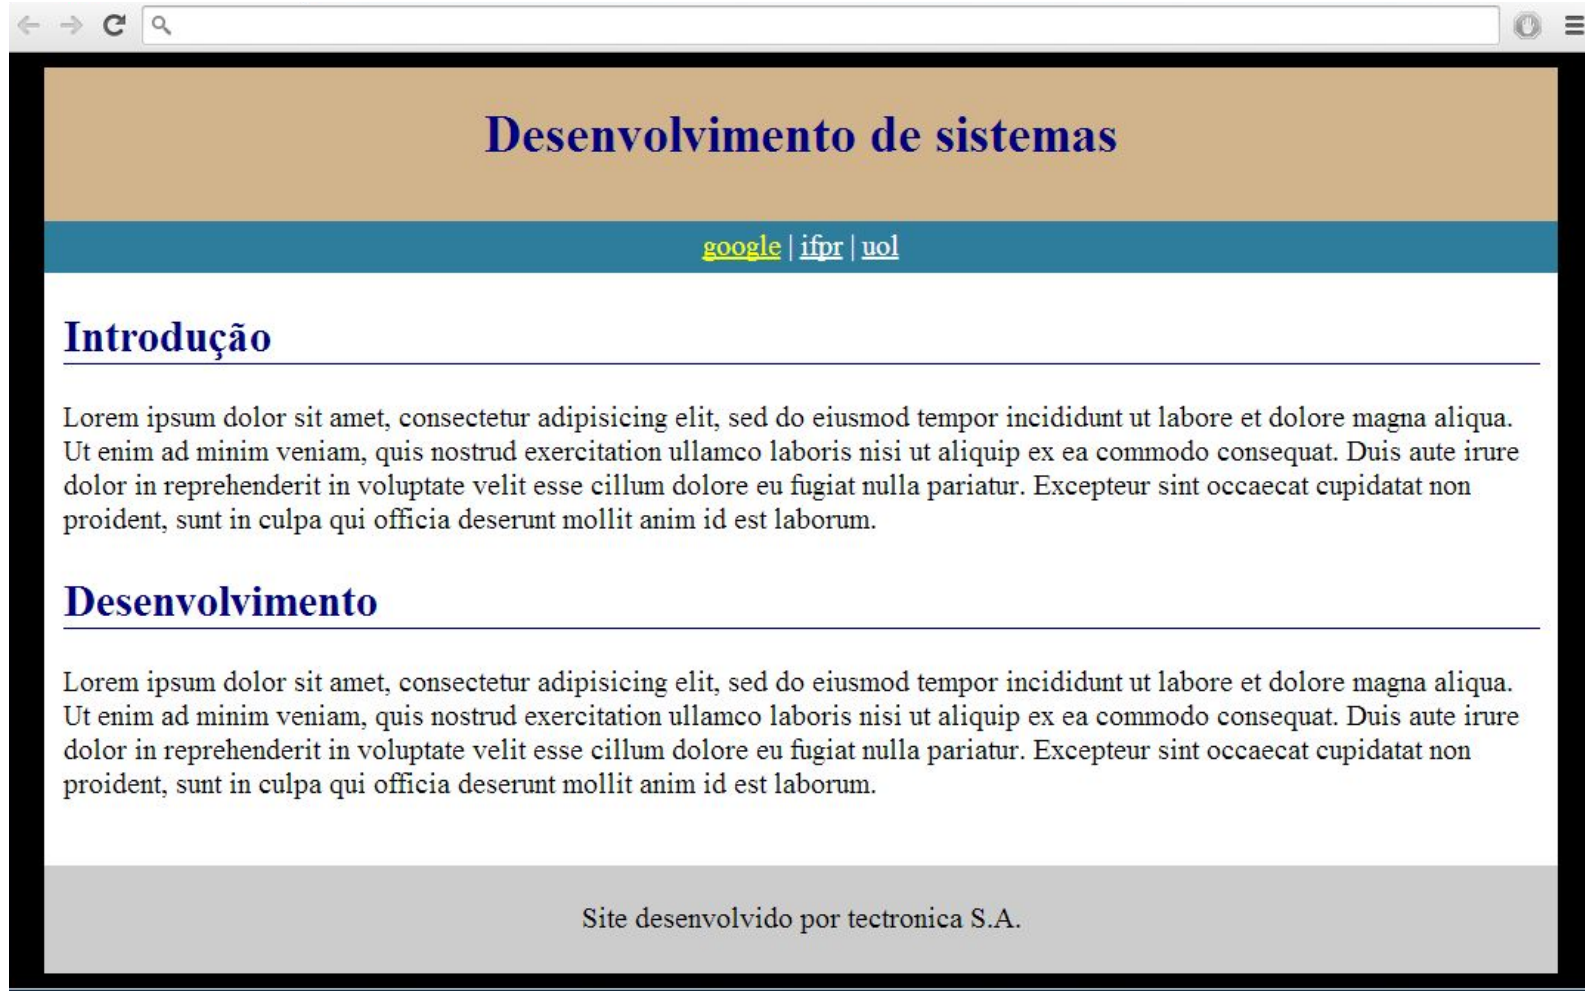 Desenvolvimento de sistemas
google | ifpr | uol
Introdução
Lorem ipsum dolor sit amet, consectetur adipisicing elit, sed do eiusmod tempor incididunt ut labore et dolore magna aliqua.
Ut enim ad minim veniam, quis nostrud exercitation ullamco laboris nisi ut aliquip ex ea commodo consequat. Duis aute irure
dolor in reprehenderit in voluptate velit esse cillum dolore eu fugiat nulla pariatur. Excepteur sint occaecat cupidatat non
proident, sunt in culpa qui officia deserunt mollit anim id est laborum.
Desenvolvimento
Lorem ipsum dolor sit amet, consectetur adipisicing elit, sed do eiusmod tempor incididunt ut labore et dolore magna aliqua.
Ut enim ad minim veniam, quis nostrud exercitation ullamco laboris nisi ut aliquip ex ea commodo consequat. Duis aute irure
dolor in reprehenderit in voluptate velit esse cillum dolore eu fugiat nulla pariatur. Excepteur sint occaecat cupidatat non
proident, sunt in culpa qui officia deserunt mollit anim id est laborum.
Site desenvolvido por tectronica S.A.